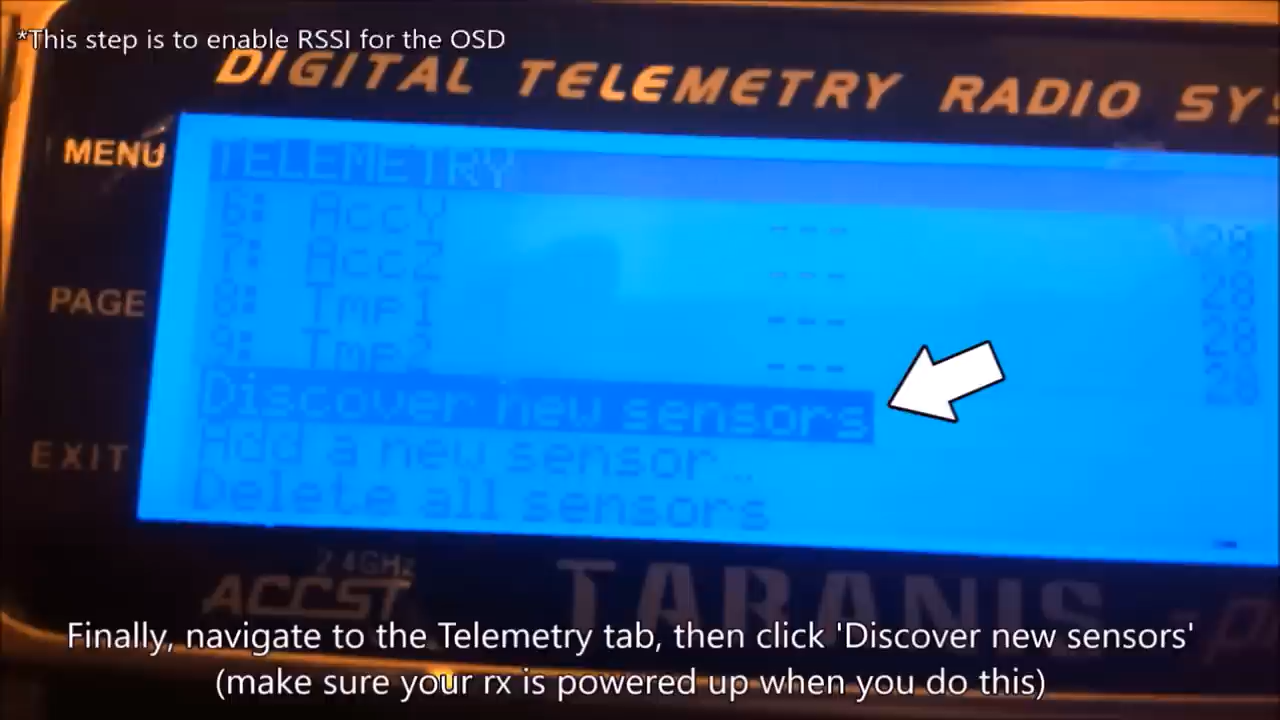 *This step is to enable RSSI for the OSD
DIGITAL TELEMETRY RADIO
MENU
TELEMETRY
6: AccY ---
7: AccZ ---
PAGE
8: Tmp1 ---
9: Tmp2 ---
Discover new sensors
EXIT
Add a new sensor...
Delete all sensors
2.4GHz
ACCST
TARANIS
Finally, navigate to the Telemetry tab, then click 'Discover new sensors'
(make sure your rx is powered up when you do this)